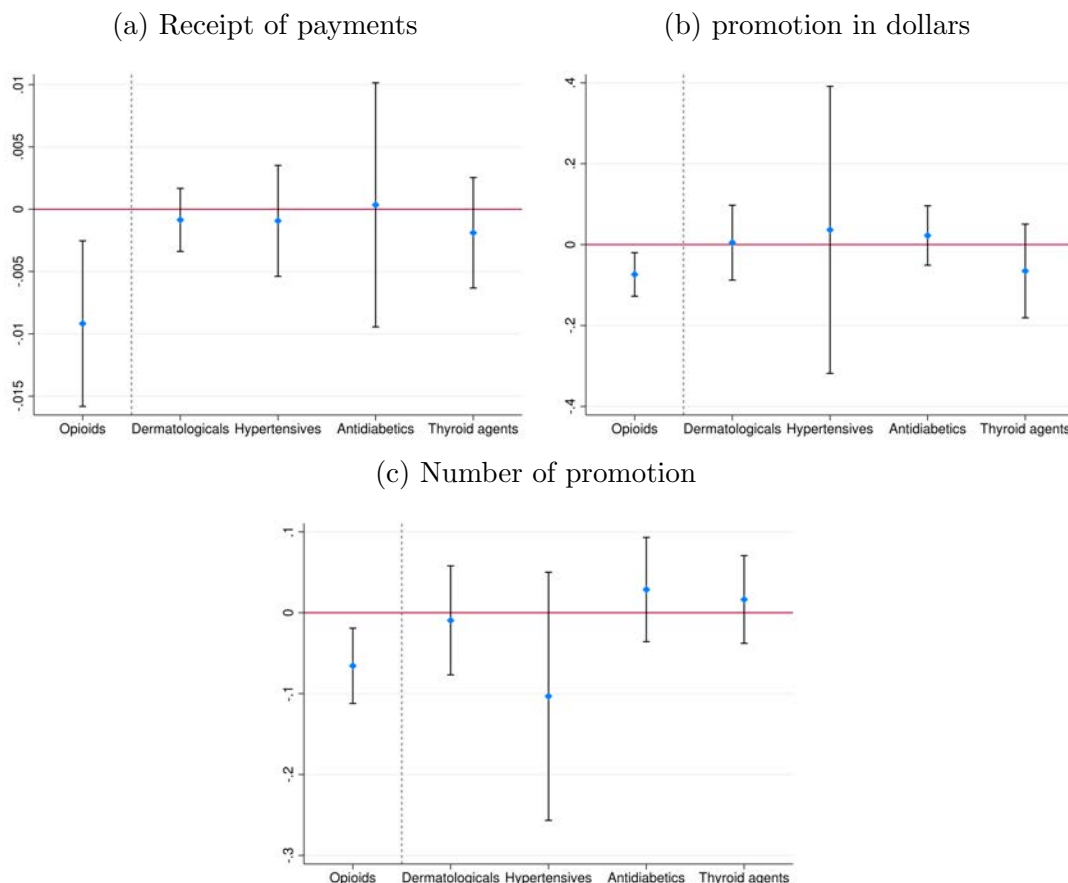 (a) Receipt of payments
.01
.005
0
-.005
-.01
-.015
Opioids Dermatologicals Hypertensives Antidiabetics Thyroid agents
(b) promotion in dollars
.4
.2
0
-.2
-.4
Opioids Dermatologicals Hypertensives Antidiabetics Thyroid agents
(c) Number of promotion
.1
0
-.1
-.2
-.3
Opioids Dermatologicals Hypertensives Antidiabetics Thyroid agents